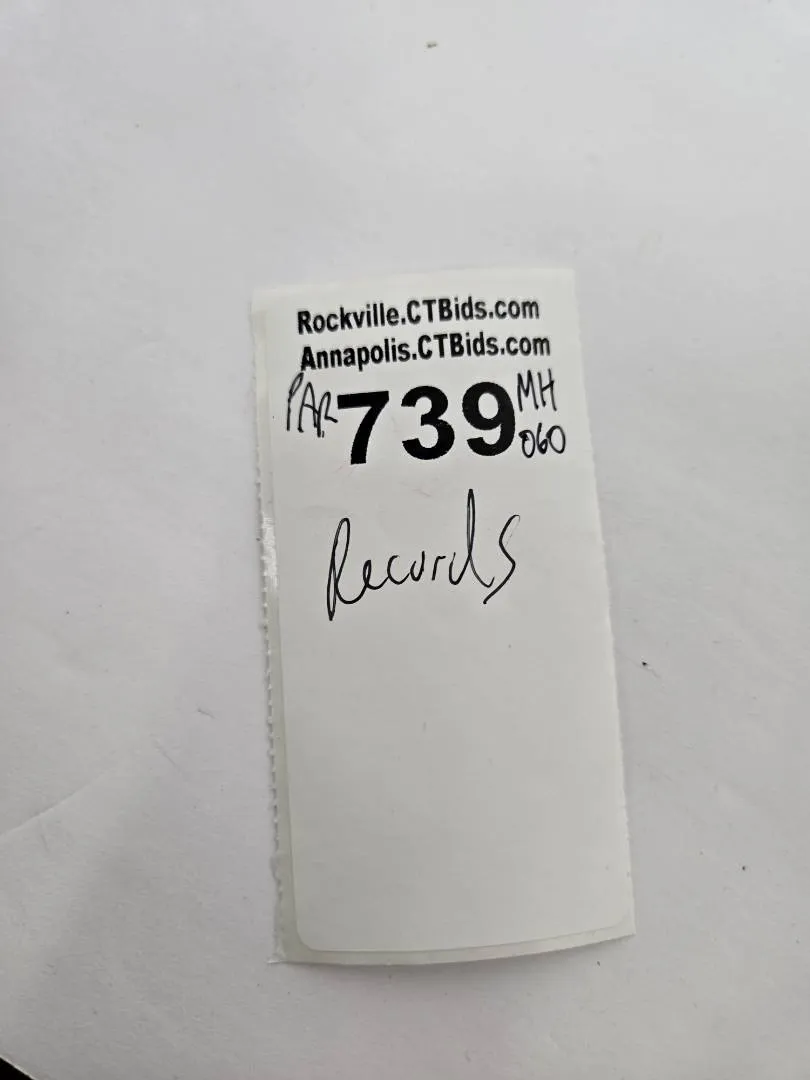 Rockville.CTBids.com
Annapolis.CTBids.com
PAR 739 MH
060
Records